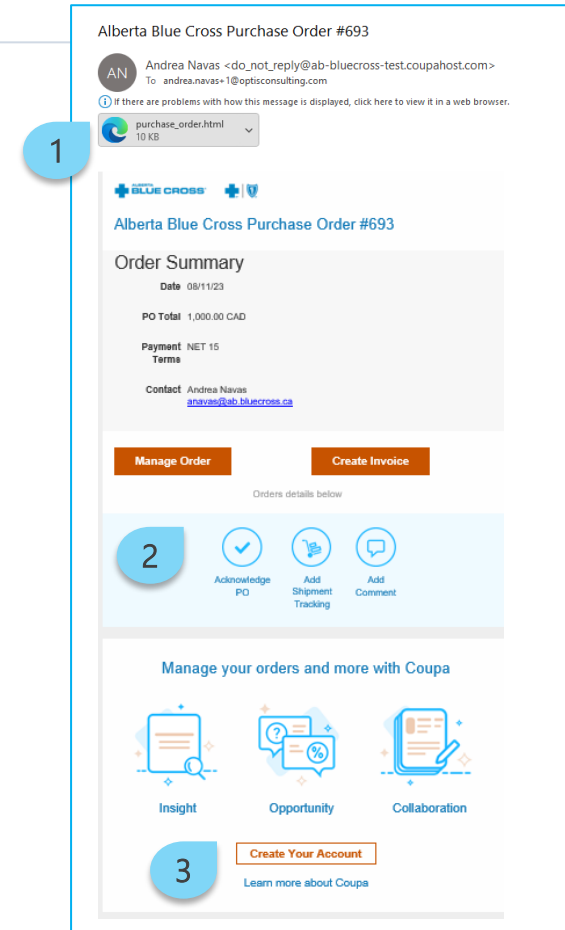 Alberta Blue Cross Purchase Order #693
AN
Andrea Navas <do_not_reply@ab-bluecross-test.coupahost.com>
To andrea.navas+1@optisconsulting.com
i If there are problems with how this message is displayed, click here to view it in a web browser.
purchase_order.html
10 KB
1
ALBERTA
BLUE CROSS
Alberta Blue Cross Purchase Order #693
Order Summary
Date 08/11/23
PO Total 1,000.00 CAD
Payment NET 15
Terms
Contact Andrea Navas
anavas@ab.bluecross.ca
Manage Order Create Invoice
Orders details below
2
Acknowledge Add Add
PO Shipment Comment
Tracking
Manage your orders and more with Coupa
? %
Insight Opportunity Collaboration
3
Create Your Account
Learn more about Coupa